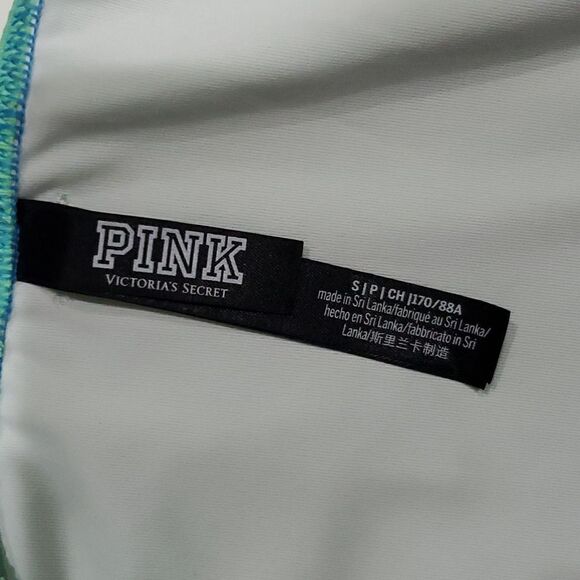 PINK
VICTORIA'S SECRET
S|P|CH|170/88A
made in Sri Lanka/fabriqué au Sri Lanka/
hecho en Sri Lanka/fabbricato in Sri
Lanka/斯里兰卡制造